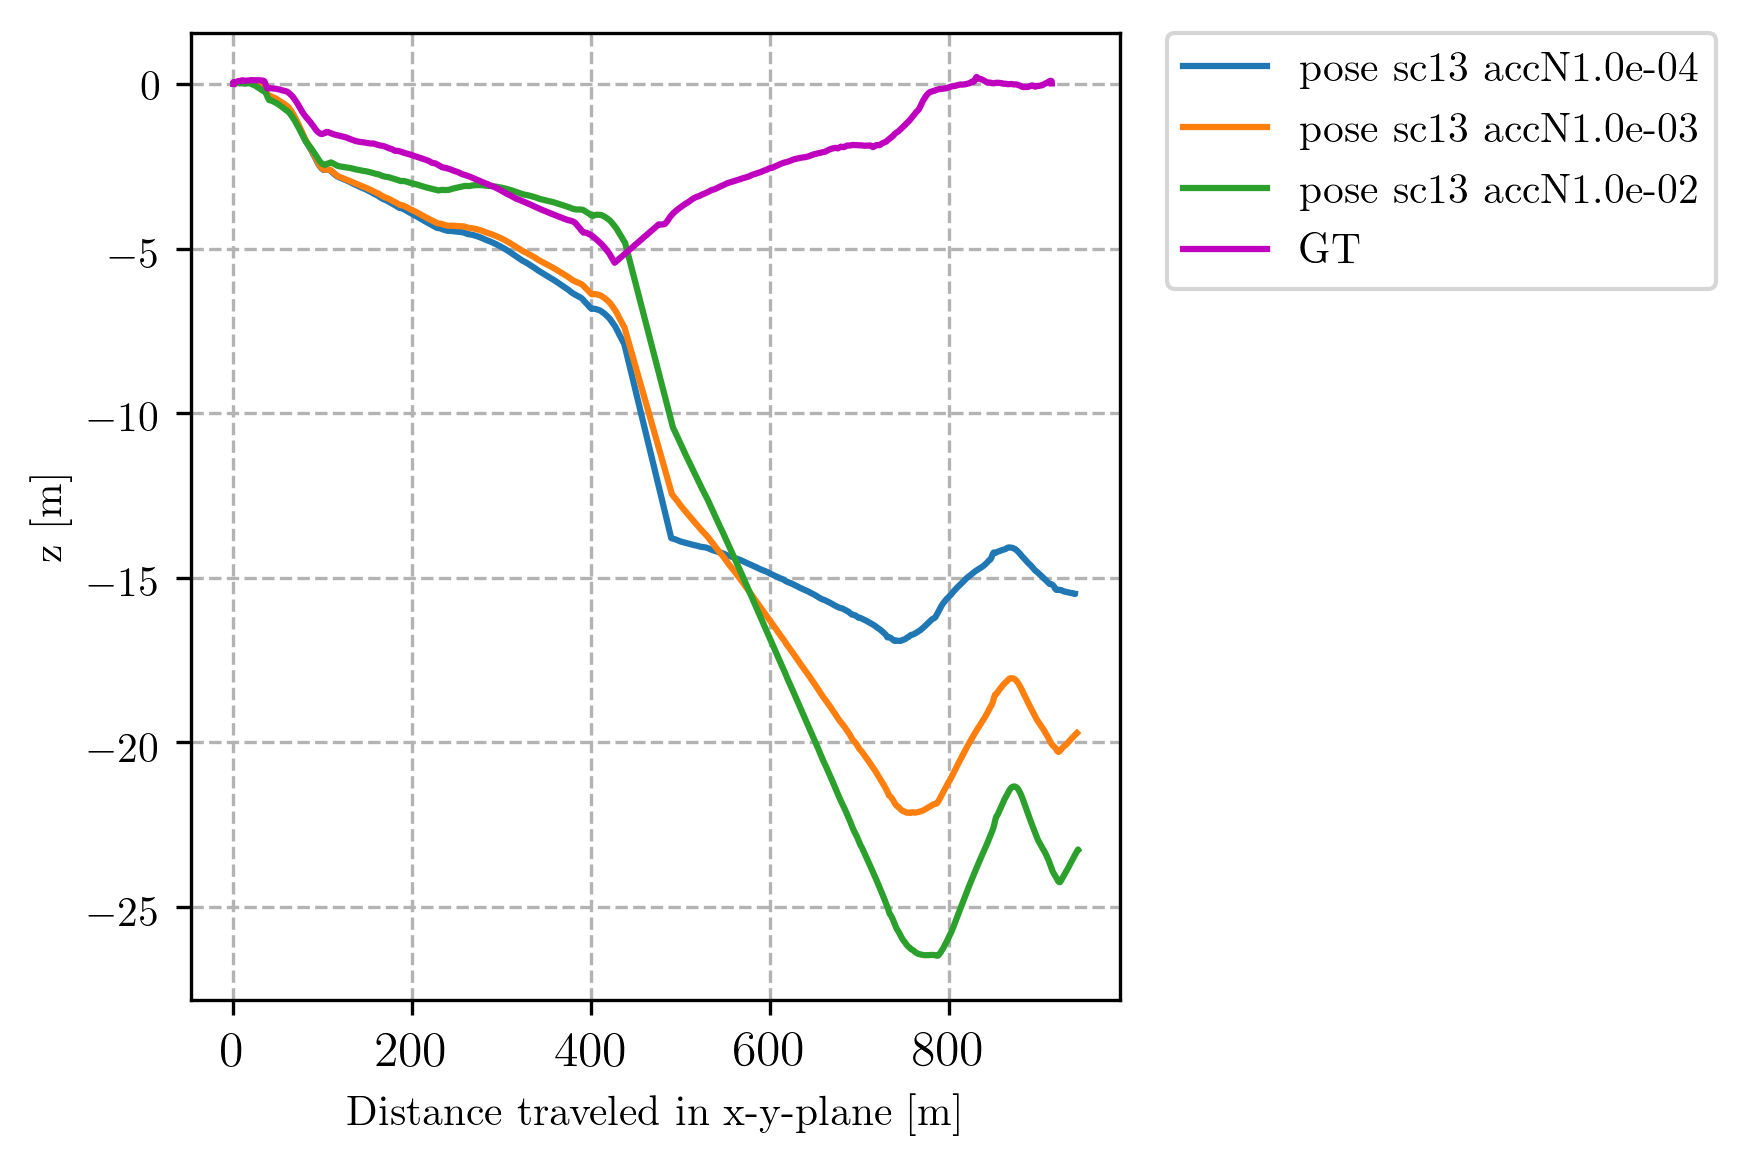 0
−5
−10
−15
−20
−25
z [m]
0 200 400 600 800
Distance traveled in x-y-plane [m]
pose sc13 accN1.0e-04
pose sc13 accN1.0e-03
pose sc13 accN1.0e-02
GT